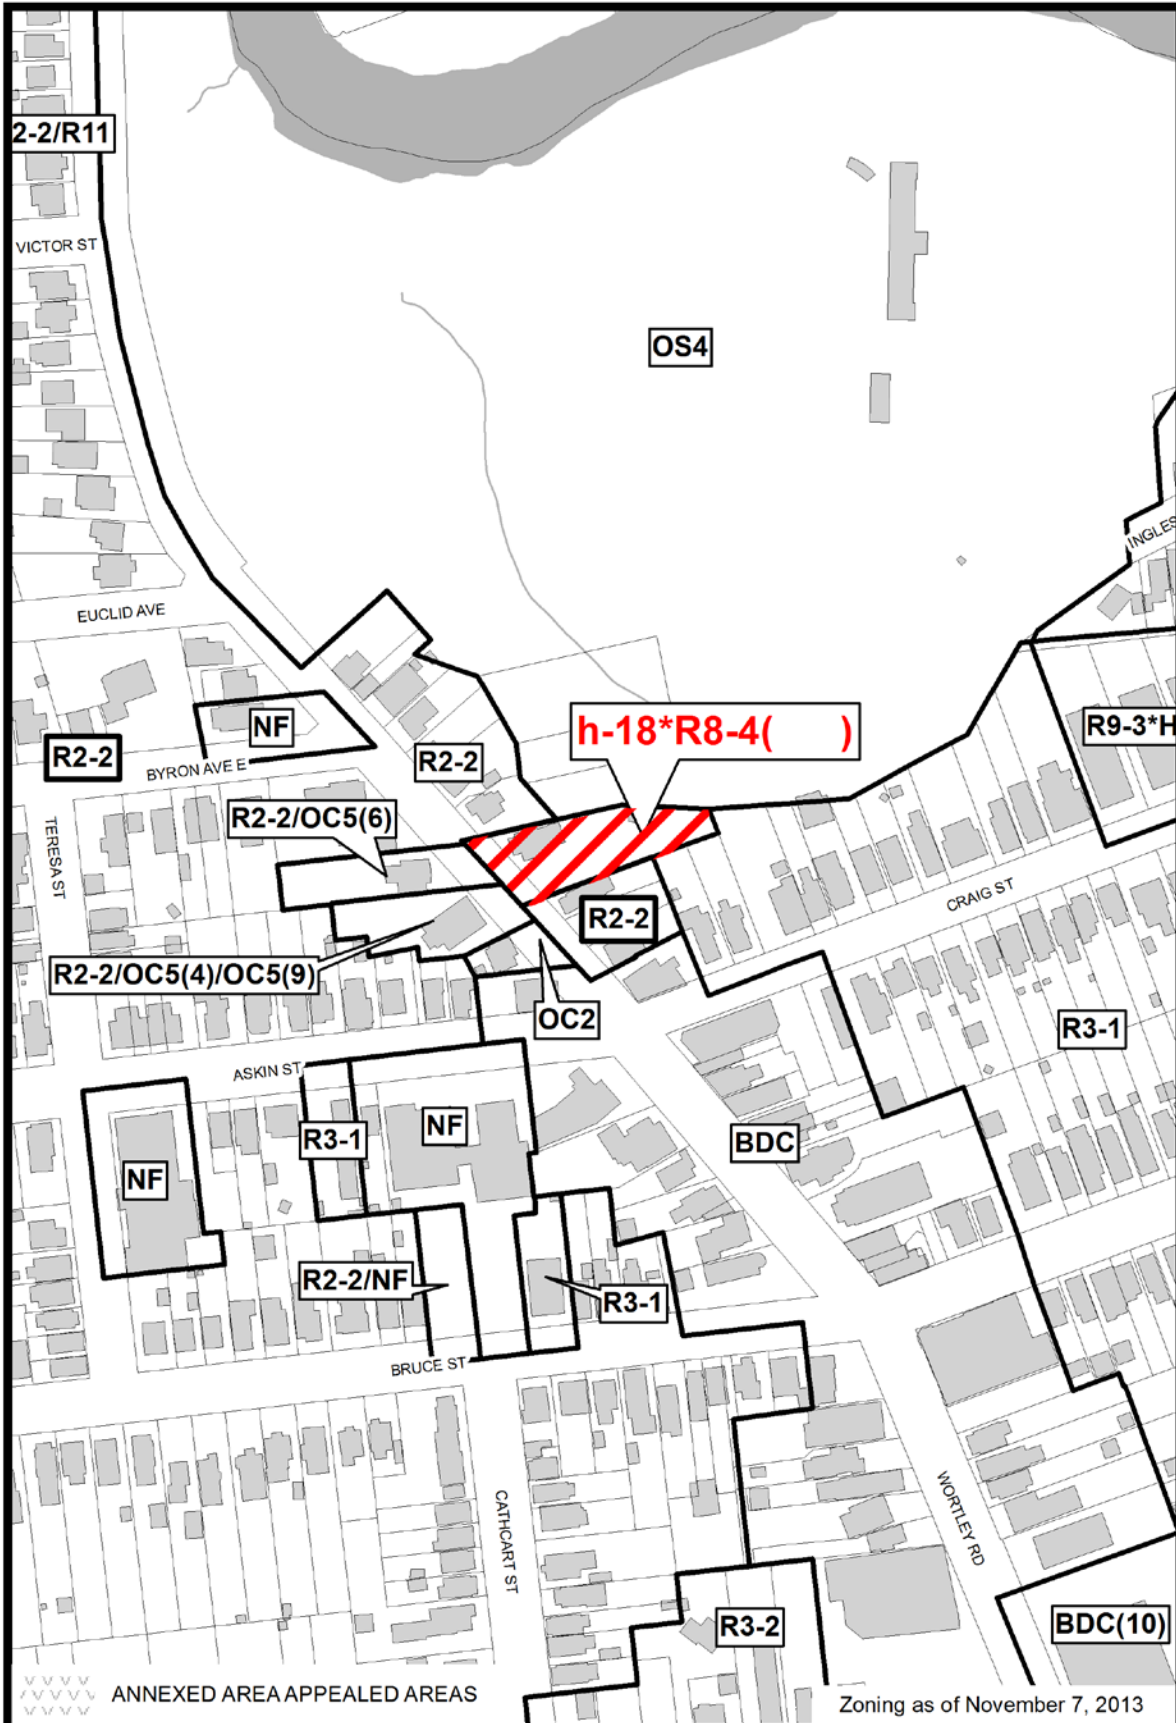 2-2/R11
VICTOR ST
OS4
INGLES
EUCLID AVE
NF
h-18*R8-4( )
R9-3*H
R2-2
BYRON AVE E
R2-2
R2-2/OC5(6)
TERESA ST
CRAIG ST
R2-2
R2-2/OC5(4)/OC5(9)
OC2
R3-1
ASKIN ST
NF
R3-1
BDC
NF
R2-2/NF
R3-1
BRUCE ST
CATHCART ST
WORTLEY RD
R3-2
BDC(10)
ANNEXED AREA APPEALED AREAS
Zoning as of November 7, 2013